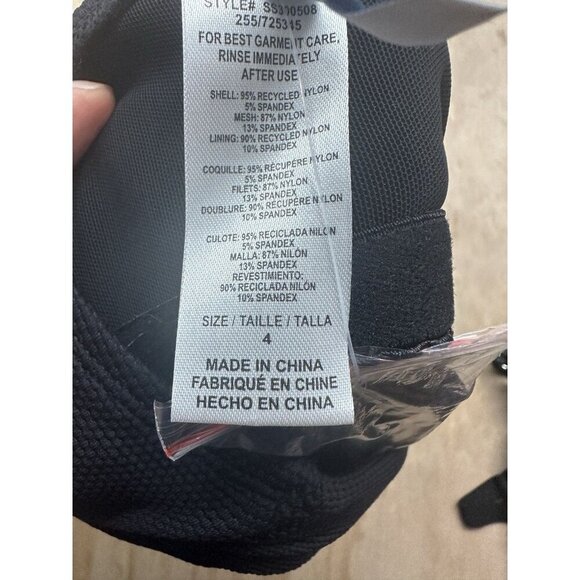 STYLE# SS300508
255/725345
FOR BEST GARMENT CARE,
RINSE IMMEDIATELY
AFTER USE
SHELL: 95% RECYCLED NYLON
5% SPANDEX
MESH: 87% NYLON
13% SPANDEX
LINING: 90% RECYCLED NYLON
10% SPANDEX
COQUILLE: 95% RÉCUPÉRÉ NYLON
5% SPANDEX
FILETS: 87% NYLON
13% SPANDEX
DOUBLURE: 90% RÉCUPÉRÉ NYLON
10% SPANDEX
CULOTE: 95% RECICLADA NILÓN
5% SPANDEX
MALLA: 87% NILÓN
13% SPANDEX
REVESTIMIENTO:
90% RECICLADA NILÓN
10% SPANDEX
SIZE / TAILLE / TALLA
4
MADE IN CHINA
FABRIQUÉ EN CHINE
HECHO EN CHINA